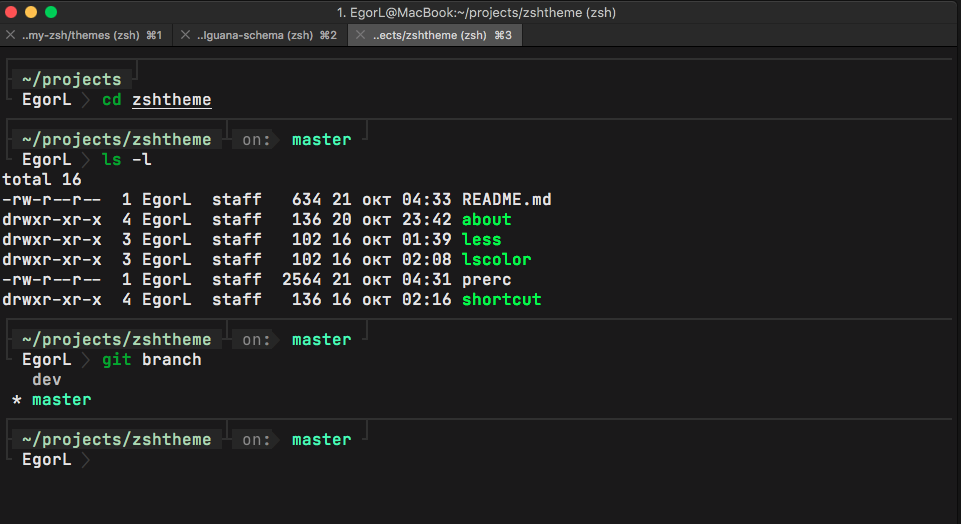 1. EgorL@MacBook:~/projects/zshtheme (zsh)
..my-zsh/themes (zsh) ⌘1 ..Iguana-schema (zsh) ⌘2 ..ects/zshtheme (zsh) ⌘3
~/projects
EgorL cd zshtheme
~/projects/zshtheme on: master
EgorL ls -l
total 16
-rw-r--r-- 1 EgorL staff 634 21 окт 04:33 README.md
drwxr-xr-x 4 EgorL staff 136 20 окт 23:42 about
drwxr-xr-x 3 EgorL staff 102 16 окт 01:39 less
drwxr-xr-x 3 EgorL staff 102 16 окт 02:08 lscolor
-rw-r--r-- 1 EgorL staff 2564 21 окт 04:31 prerc
drwxr-xr-x 4 EgorL staff 136 16 окт 02:16 shortcut
~/projects/zshtheme on: master
EgorL git branch
dev
* master
~/projects/zshtheme on: master
EgorL